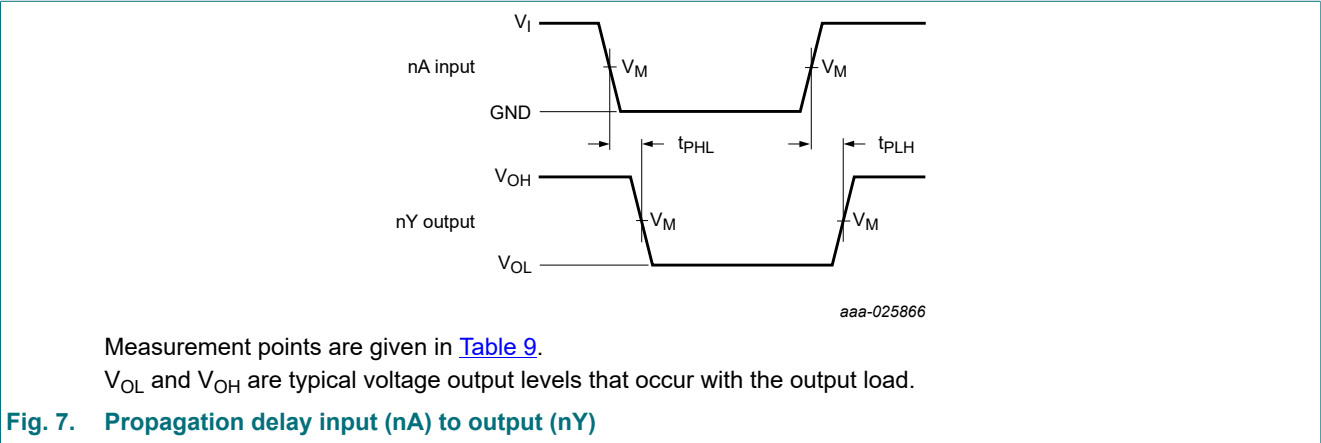 V_I
nA input
V_M
V_M
GND
t_PHL
t_PLH
V_OH
nY output
V_M
V_M
V_OL
aaa-025866
Measurement points are given in Table 9.
V_OL and V_OH are typical voltage output levels that occur with the output load.
Fig. 7. Propagation delay input (nA) to output (nY)